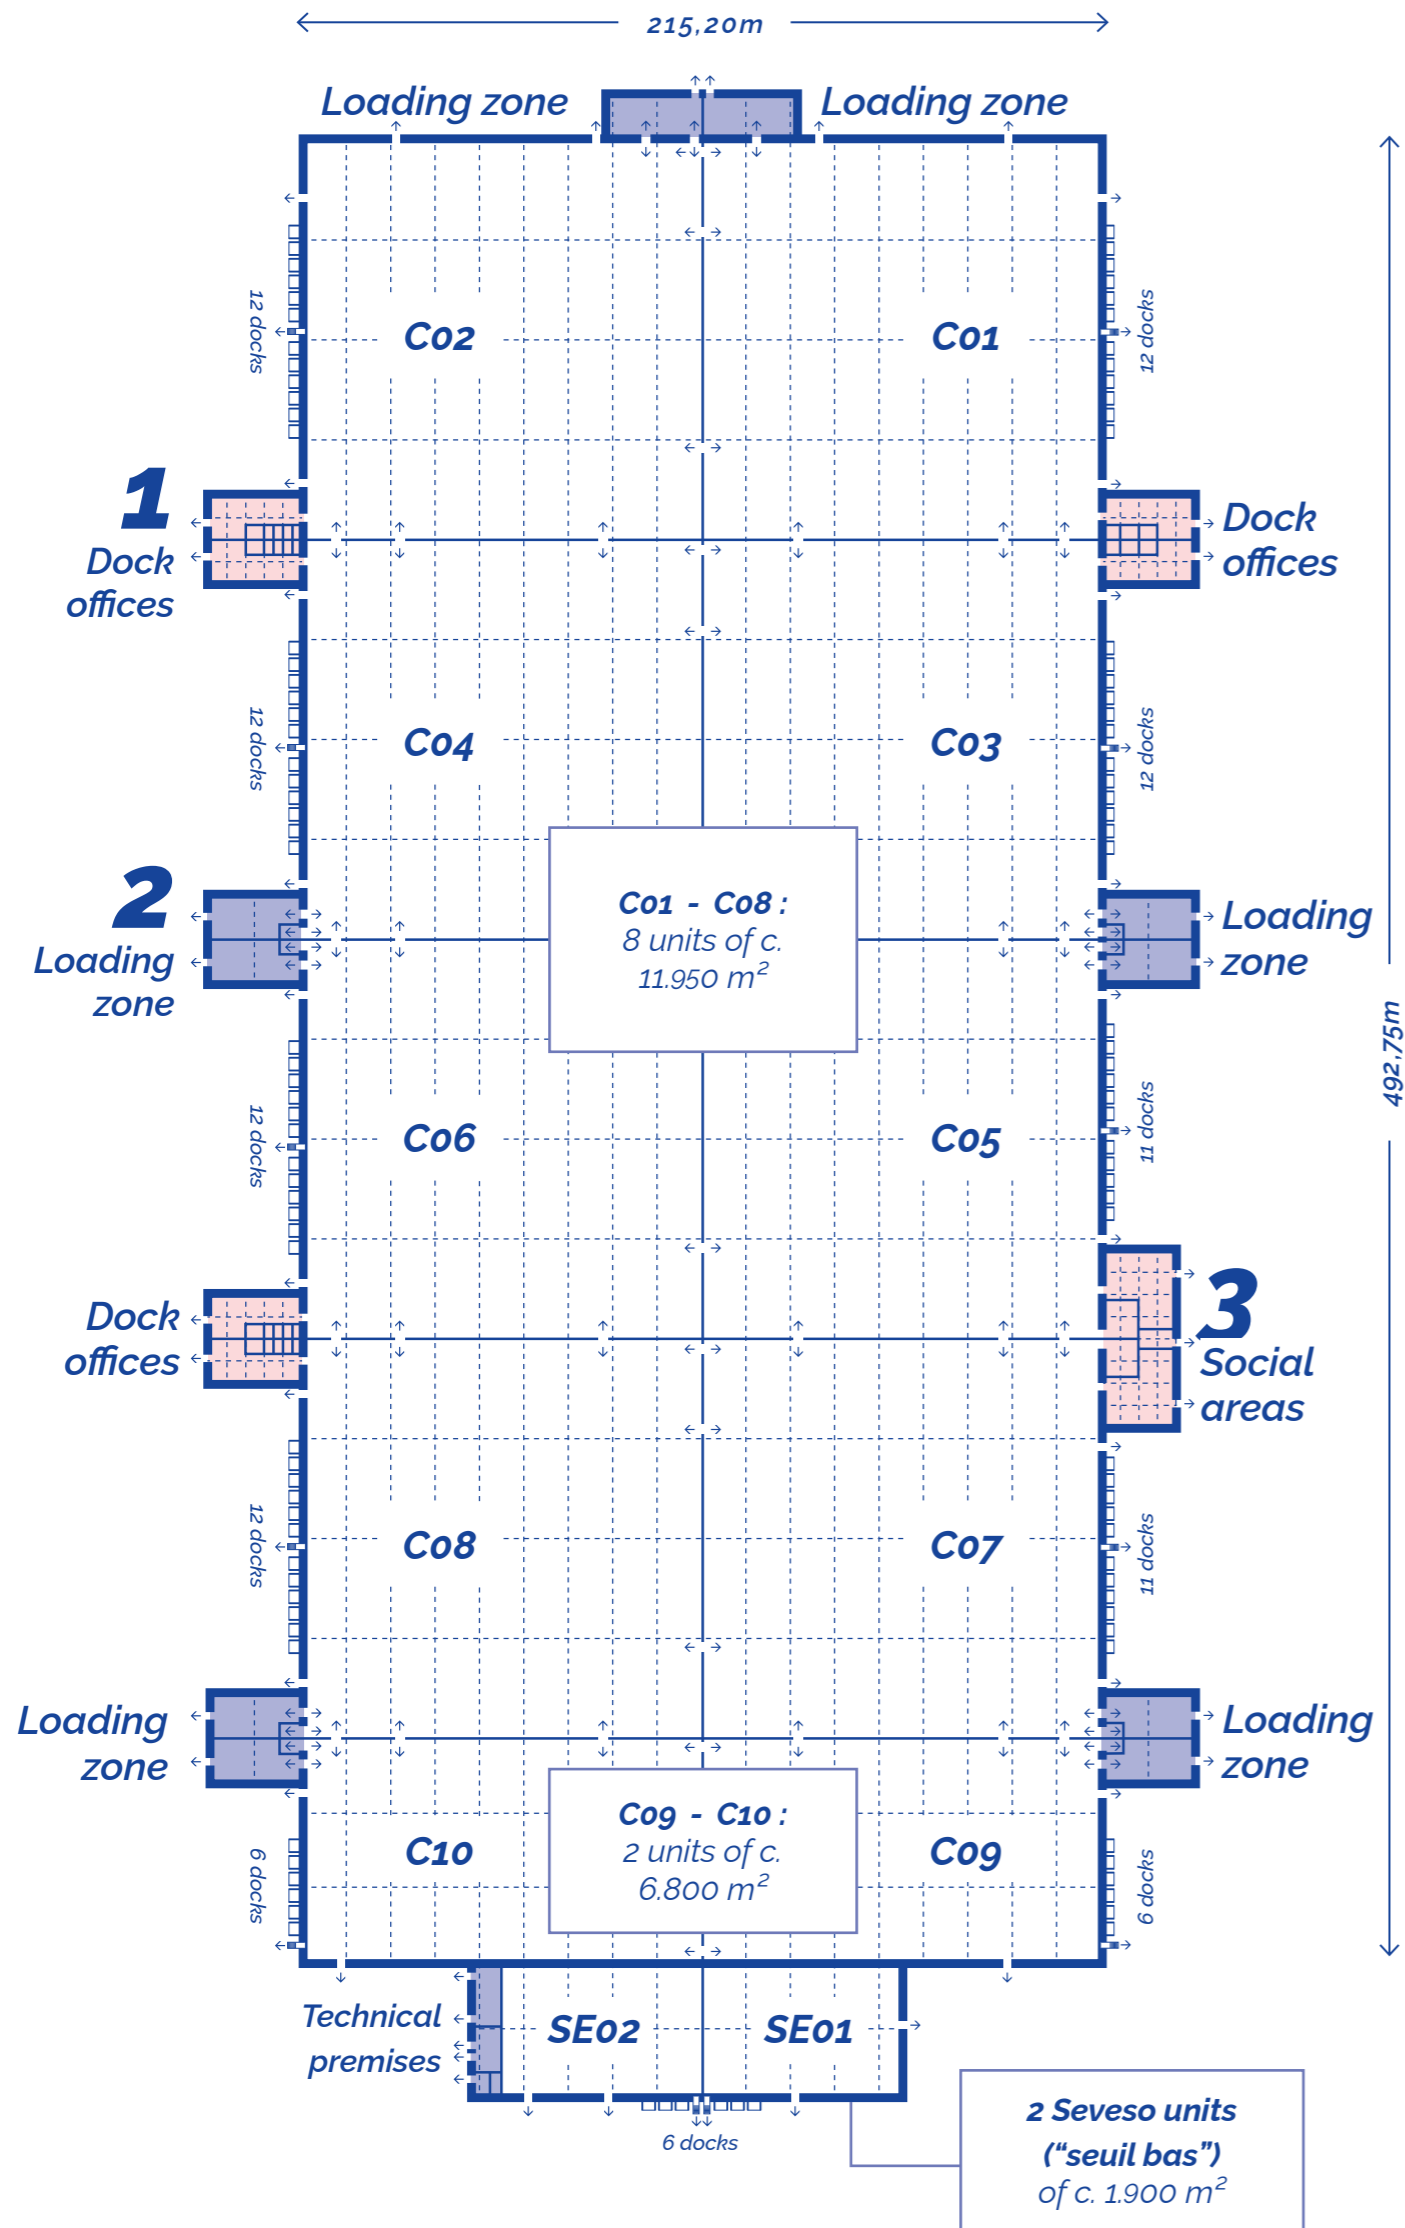 215,20m
Loading zone
Loading zone
12 docks
C02
C01
12 docks
1
Dock
offices
Dock
offices
12 docks
C04
C03
12 docks
C01 - C08 :
8 units of c.
11.950 m²
2
Loading
zone
Loading
zone
492,75m
12 docks
C06
C05
11 docks
Dock
offices
3
Social
areas
12 docks
C08
C07
11 docks
Loading
zone
Loading
zone
C09 - C10 :
2 units of c.
6.800 m²
6 docks
C10
C09
6 docks
Technical
premises
SE02
SE01
6 docks
2 Seveso units
(“seuil bas”)
of c. 1.900 m²